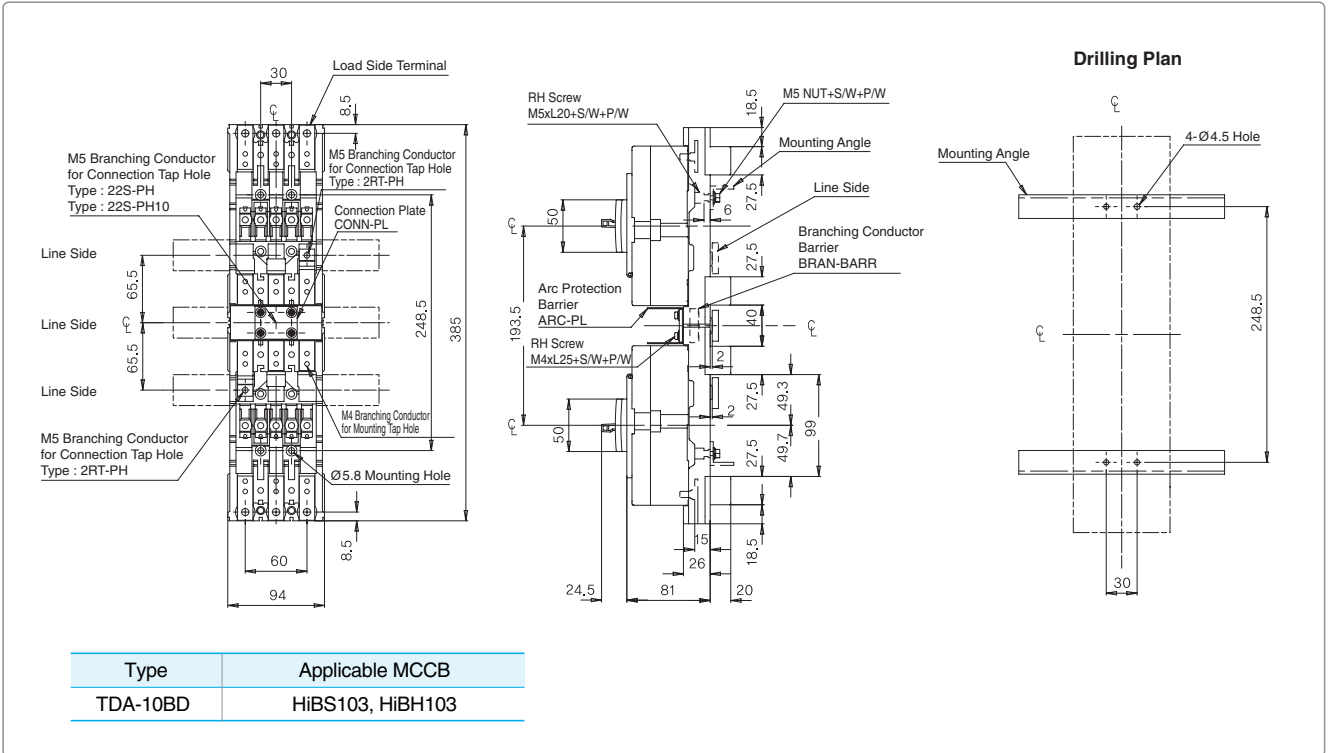 Drilling Plan
Load Side Terminal
30
8.5
℄
M5 Branching Conductor
for Connection Tap Hole
Type : 22S-PH
Type : 22S-PH10
M5 Branching Conductor
for Connection Tap Hole
Type : 2RT-PH
Connection Plate
CONN-PL
Line Side
65.5
Line Side
℄
65.5
Line Side
248.5
385
M4 Branching Conductor
for Mounting Tap Hole
M5 Branching Conductor
for Connection Tap Hole
Type : 2RT-PH
Ø5.8 Mounting Hole
60
94
8.5
RH Screw
M5xL20+S/W+P/W
M5 NUT+S/W+P/W
18.5
Mounting Angle
27.5
Line Side
6
50
℄
Branching Conductor
Barrier
BRAN-BARR
27.5
Arc Protection
Barrier
ARC-PL
193.5
40
℄
RH Screw
M4xL25+S/W+P/W
2
27.5
49.3
2
99
50
℄
49.7
27.5
15
26
18.5
24.5
81
20
℄
4-Ø4.5 Hole
Mounting Angle
℄
248.5
30
Type Applicable MCCB
TDA-10BD HiBS103, HiBH103